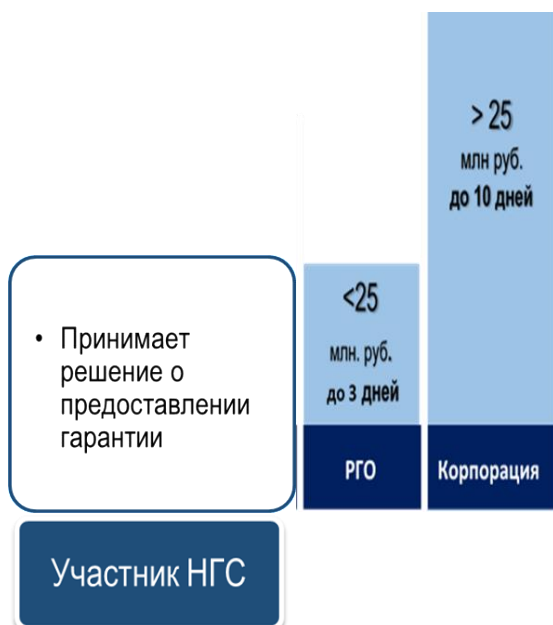 > 25
млн руб.
до 10 дней
<25
млн. руб.
до 3 дней
• Принимает
решение о
предоставлении
гарантии
РГО
Корпорация
Участник НГС